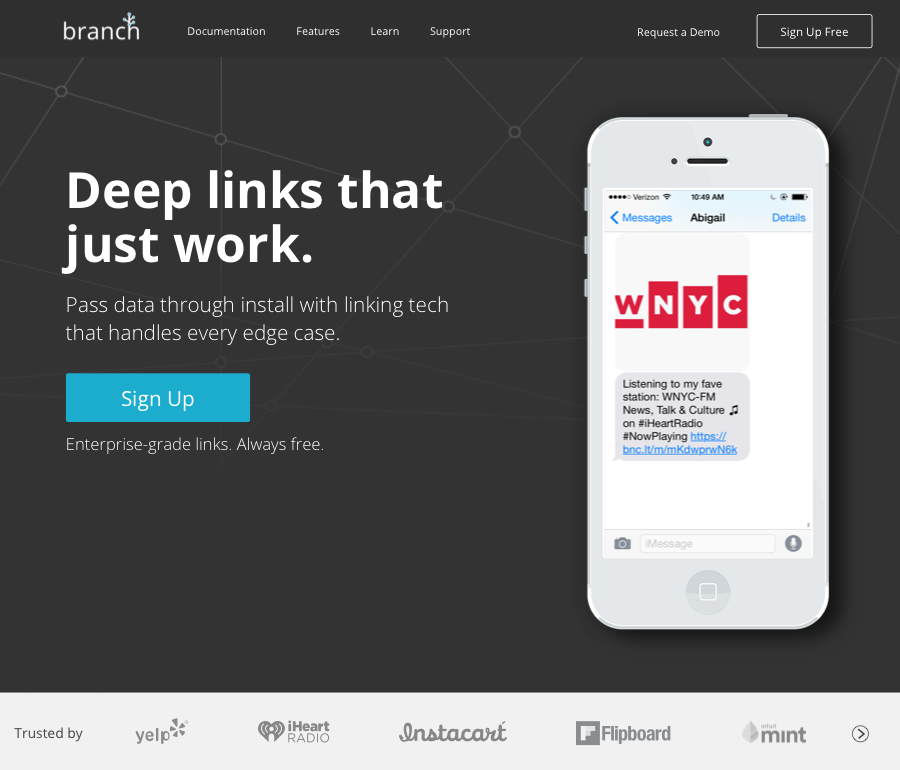 branch
Documentation
Features
Learn
Support
Request a Demo
Sign Up Free
Deep links that
just work.
Pass data through install with linking tech
that handles every edge case.
Sign Up
Enterprise-grade links. Always free.
Verizon
10:49 AM
Messages
Abigail
Details
WNYC
Listening to my fave
station: WNYC-FM
News, Talk & Culture 🎵
on #iHeartRadio
#NowPlaying https://
bnc.lt/m/mKdwprwN6k
iMessage
Trusted by
yelp
iHeart
RADIO
Instacart
Flipboard
intuit
mint